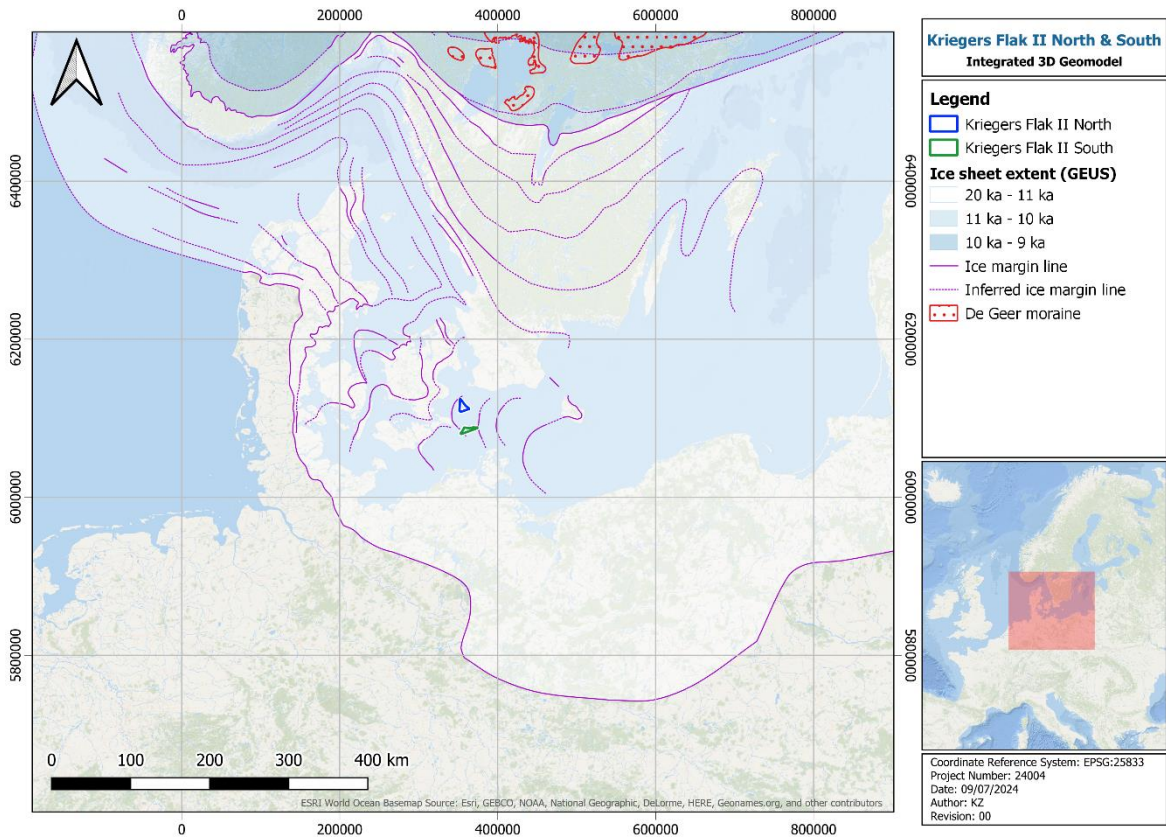 0 200000 400000 600000 800000
6400000 6400000
6200000 6200000
6000000 6000000
5800000 5800000
0 100 200 300 400 km
ESRI World Ocean Basemap Source: Esri, GEBCO, NOAA, National Geographic, DeLorme, HERE, Geonames.org, and other contributors
0 200000 400000 600000 800000
Kriegers Flak II North & South
Integrated 3D Geomodel
Legend
Kriegers Flak II North
Kriegers Flak II South
Ice sheet extent (GEUS)
20 ka - 11 ka
11 ka - 10 ka
10 ka - 9 ka
Ice margin line
Inferred ice margin line
De Geer moraine
Coordinate Reference System: EPSG:25833
Project Number: 24004
Date: 09/07/2024
Author: KZ
Revision: 00